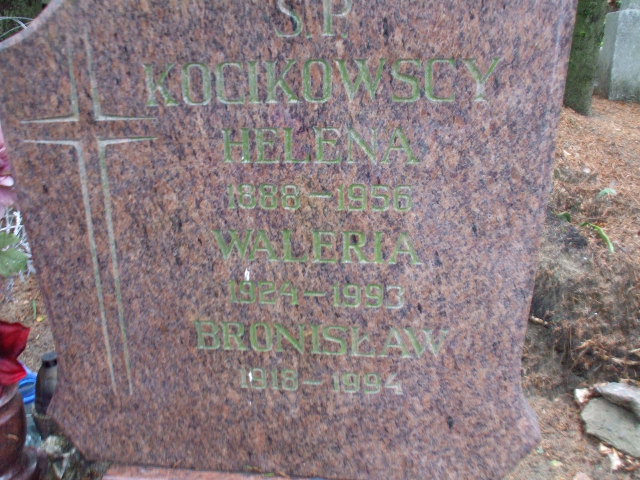 Ś.P
KOCIKOWSCY
HELENA
1888-1956
WALERIA
1924-1993
BRONISŁAW
1918-1994